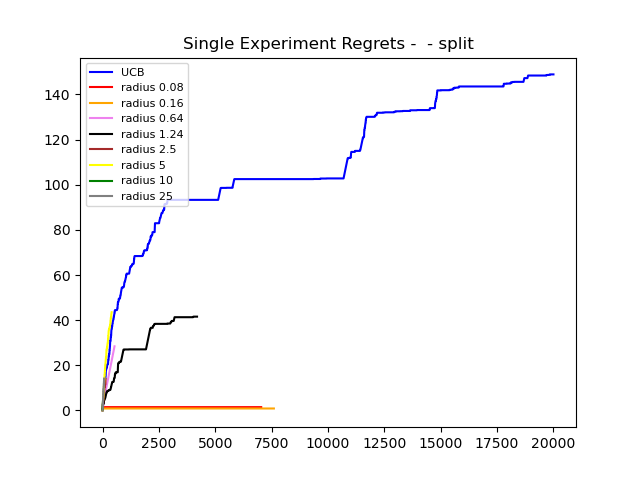 Single Experiment Regrets -  - split
UCB
radius 0.08
radius 0.16
radius 0.64
radius 1.24
radius 2.5
radius 5
radius 10
radius 25
140
120
100
80
60
40
20
0
0 2500 5000 7500 10000 12500 15000 17500 20000